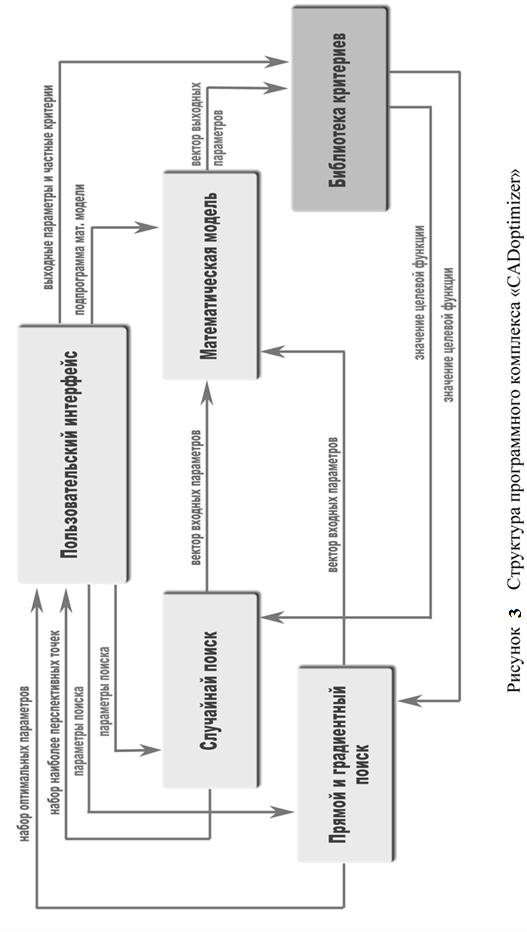 Пользовательский интерфейс
набор оптимальных параметров
набор наиболее перспективных точек
параметры поиска
параметры поиска
выходные параметры и частные критерии
подпрограмма мат. модели
Случайнай поиск
вектор входных параметров
Математическая модель
вектор выходных
параметров
Прямой и градиентный
поиск
вектор входных параметров
Библиотека критериев
значение целевой функции
значение целевой функции
Рисунок 3 Структура программного комплекса «CADoptimizer»